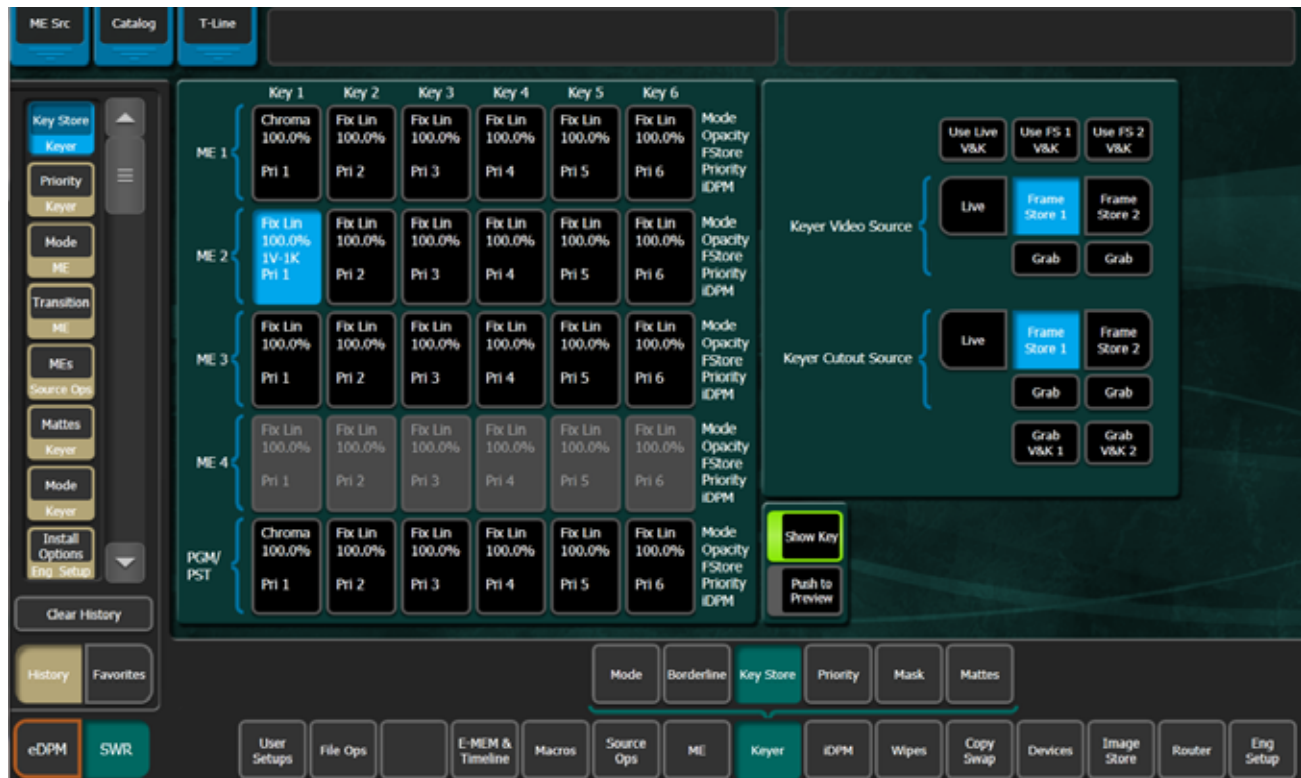 ME Src
Catalog
T-Line
Key Store
Keyer
Priority
Keyer
Mode
ME
Transition
ME
MEs
Source Ops
Mattes
Keyer
Mode
Keyer
Install
Options
Eng Setup
Clear History
History
Favorites
eDPM
SWR
Key 1 Key 2 Key 3 Key 4 Key 5 Key 6
ME 1
Chroma Fix Lin Fix Lin Fix Lin Fix Lin Fix Lin Mode
100.0% 100.0% 100.0% 100.0% 100.0% 100.0% Opacity
FStore
Pri 1 Pri 2 Pri 3 Pri 4 Pri 5 Pri 6 Priority
iDPM
ME 2
Fix Lin Fix Lin Fix Lin Fix Lin Fix Lin Fix Lin Mode
100.0% 100.0% 100.0% 100.0% 100.0% 100.0% Opacity
1V-1K FStore
Pri 1 Pri 2 Pri 3 Pri 4 Pri 5 Pri 6 Priority
iDPM
ME 3
Fix Lin Fix Lin Fix Lin Fix Lin Fix Lin Fix Lin Mode
100.0% 100.0% 100.0% 100.0% 100.0% 100.0% Opacity
FStore
Pri 1 Pri 2 Pri 3 Pri 4 Pri 5 Pri 6 Priority
iDPM
ME 4
Fix Lin Fix Lin Fix Lin Fix Lin Fix Lin Fix Lin Mode
100.0% 100.0% 100.0% 100.0% 100.0% 100.0% Opacity
FStore
Pri 1 Pri 2 Pri 3 Pri 4 Pri 5 Pri 6 Priority
iDPM
PGM/
PST
Chroma Fix Lin Fix Lin Fix Lin Fix Lin Fix Lin Mode
100.0% 100.0% 100.0% 100.0% 100.0% 100.0% Opacity
FStore
Pri 1 Pri 2 Pri 3 Pri 4 Pri 5 Pri 6 Priority
iDPM
Use Live
V&K
Use FS 1
V&K
Use FS 2
V&K
Keyer Video Source
Live
Frame
Store 1
Frame
Store 2
Grab
Grab
Keyer Cutout Source
Live
Frame
Store 1
Frame
Store 2
Grab
Grab
Grab
V&K 1
Grab
V&K 2
Show Key
Push to
Preview
Mode
Borderline
Key Store
Priority
Mask
Mattes
User
Setups
File Ops
E-MEM &
Timeline
Macros
Source
Ops
ME
Keyer
iDPM
Wipes
Copy
Swap
Devices
Image
Store
Router
Eng
Setup